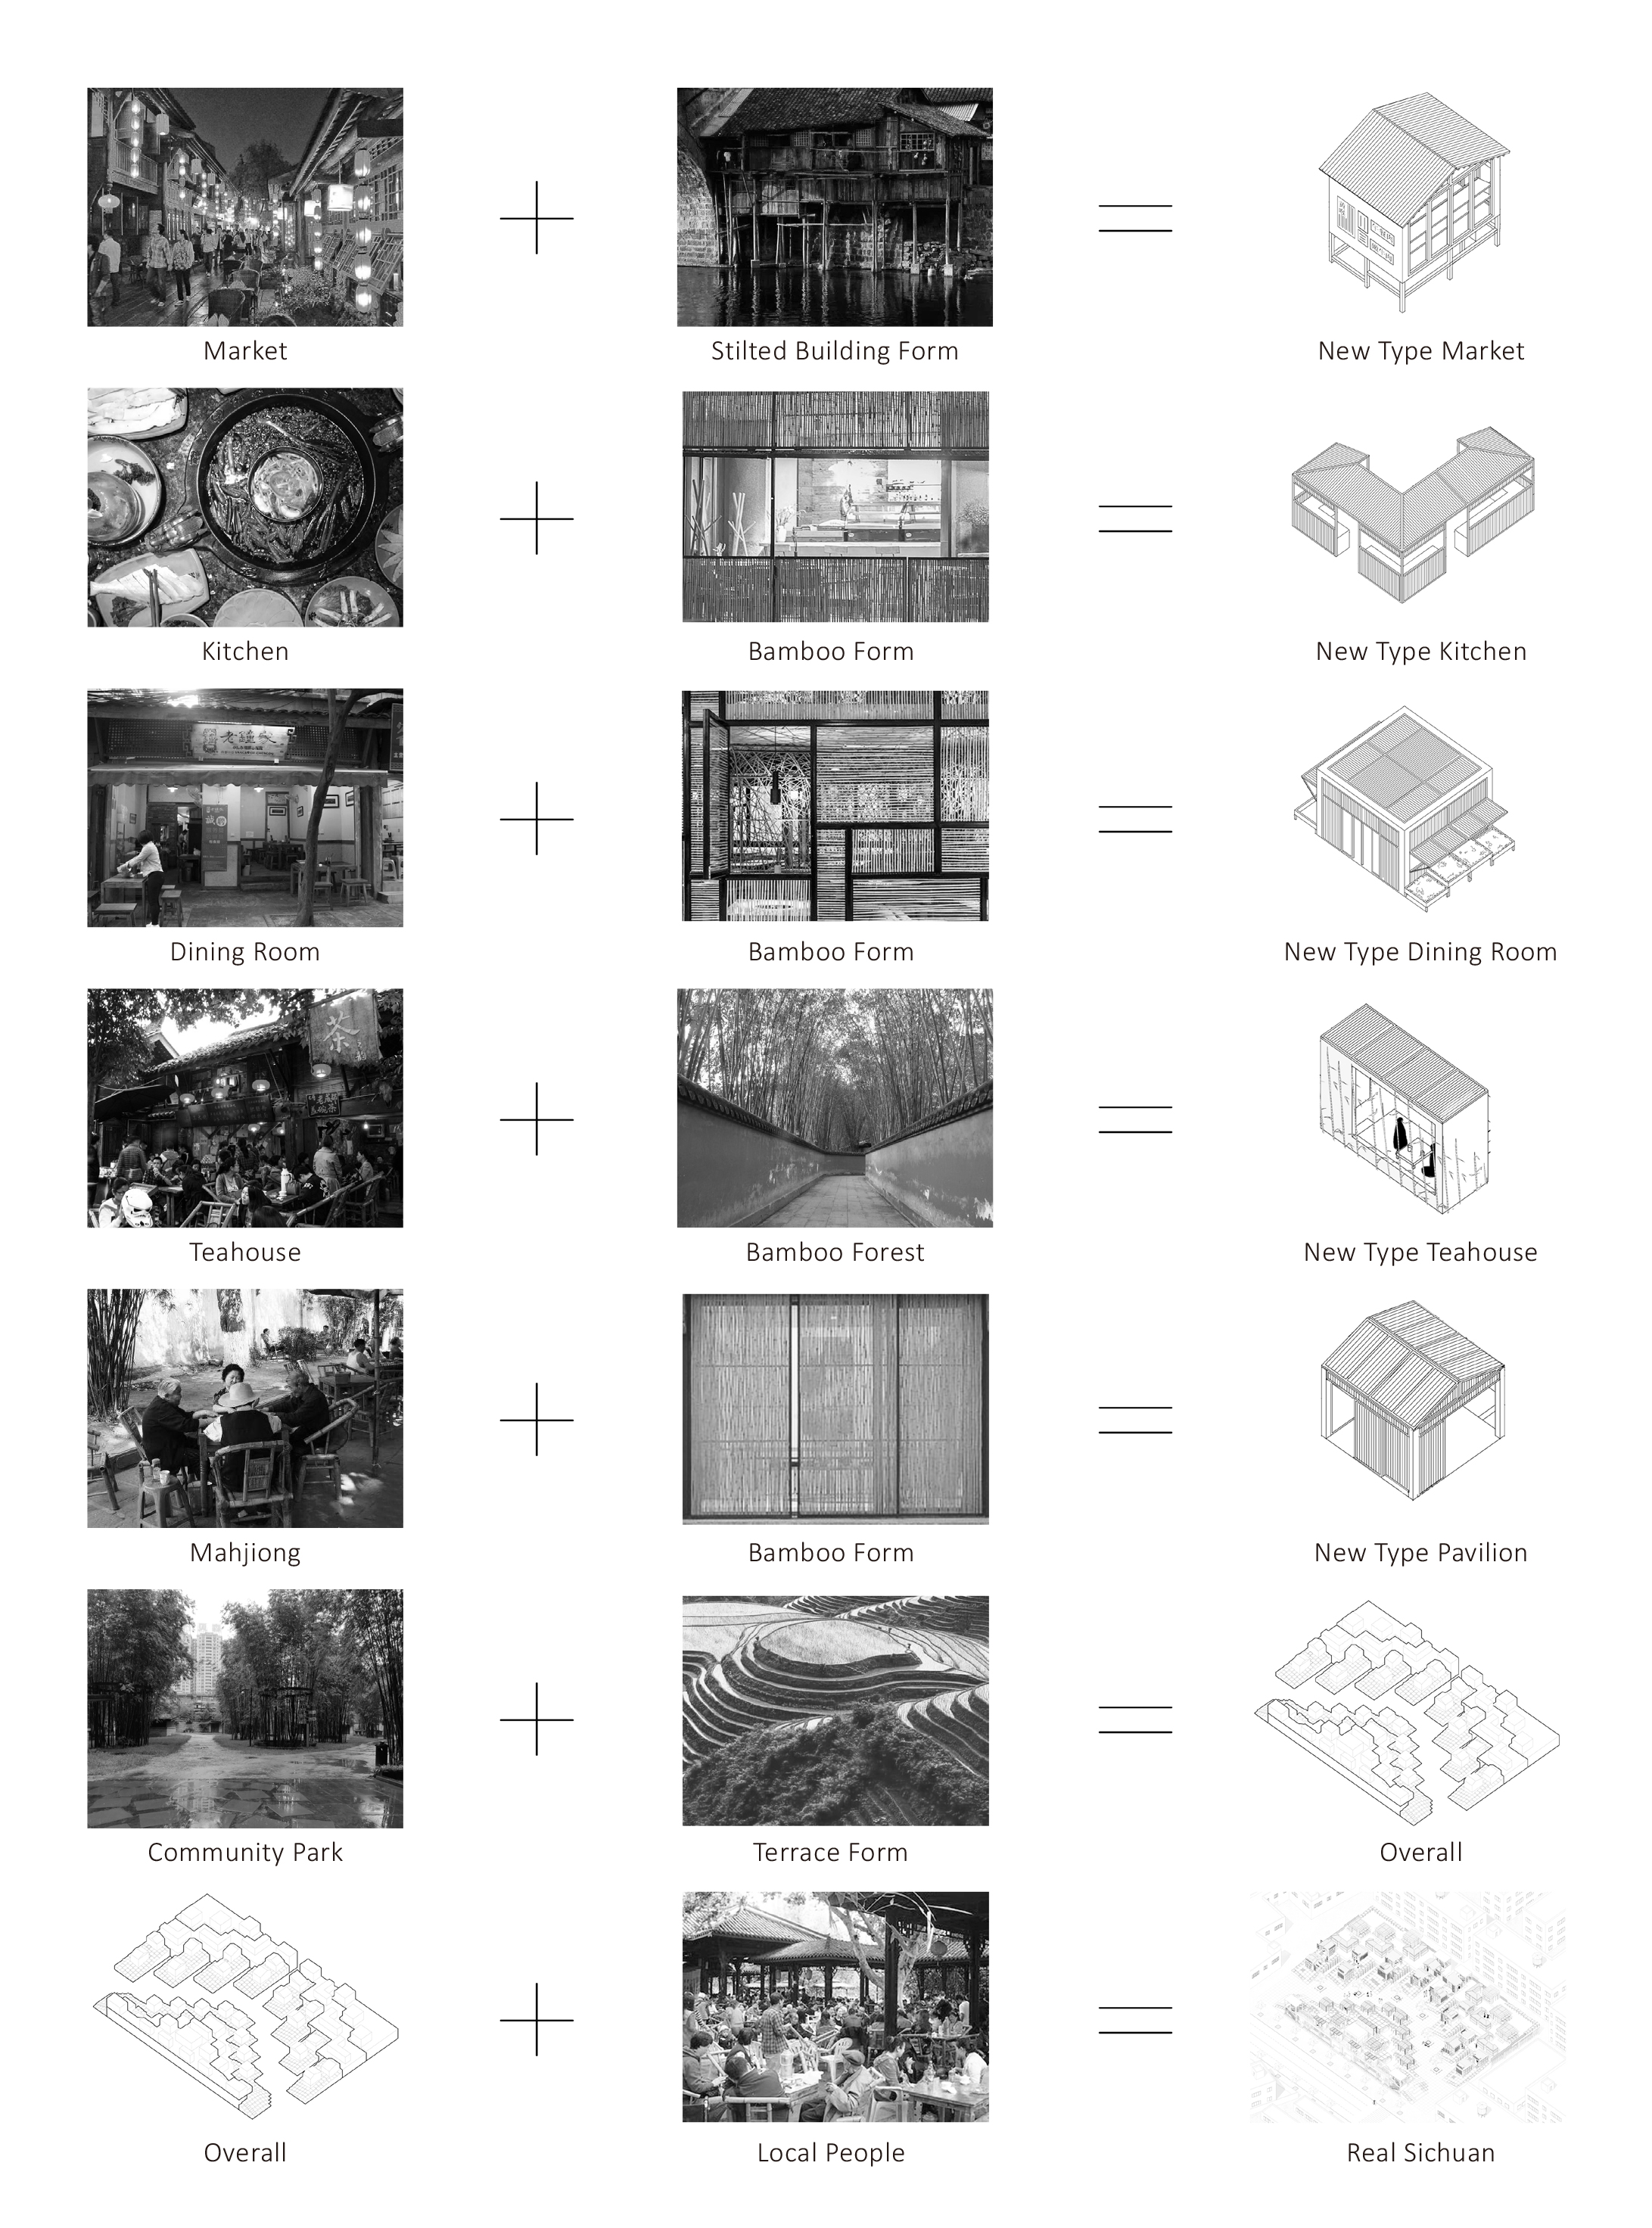 Market
Stilted Building Form
New Type Market
Kitchen
Bamboo Form
New Type Kitchen
Dining Room
Bamboo Form
New Type Dining Room
茶
Teahouse
Bamboo Forest
New Type Teahouse
Mahjiong
Bamboo Form
New Type Pavilion
Community Park
Terrace Form
Overall
Overall
Local People
Real Sichuan